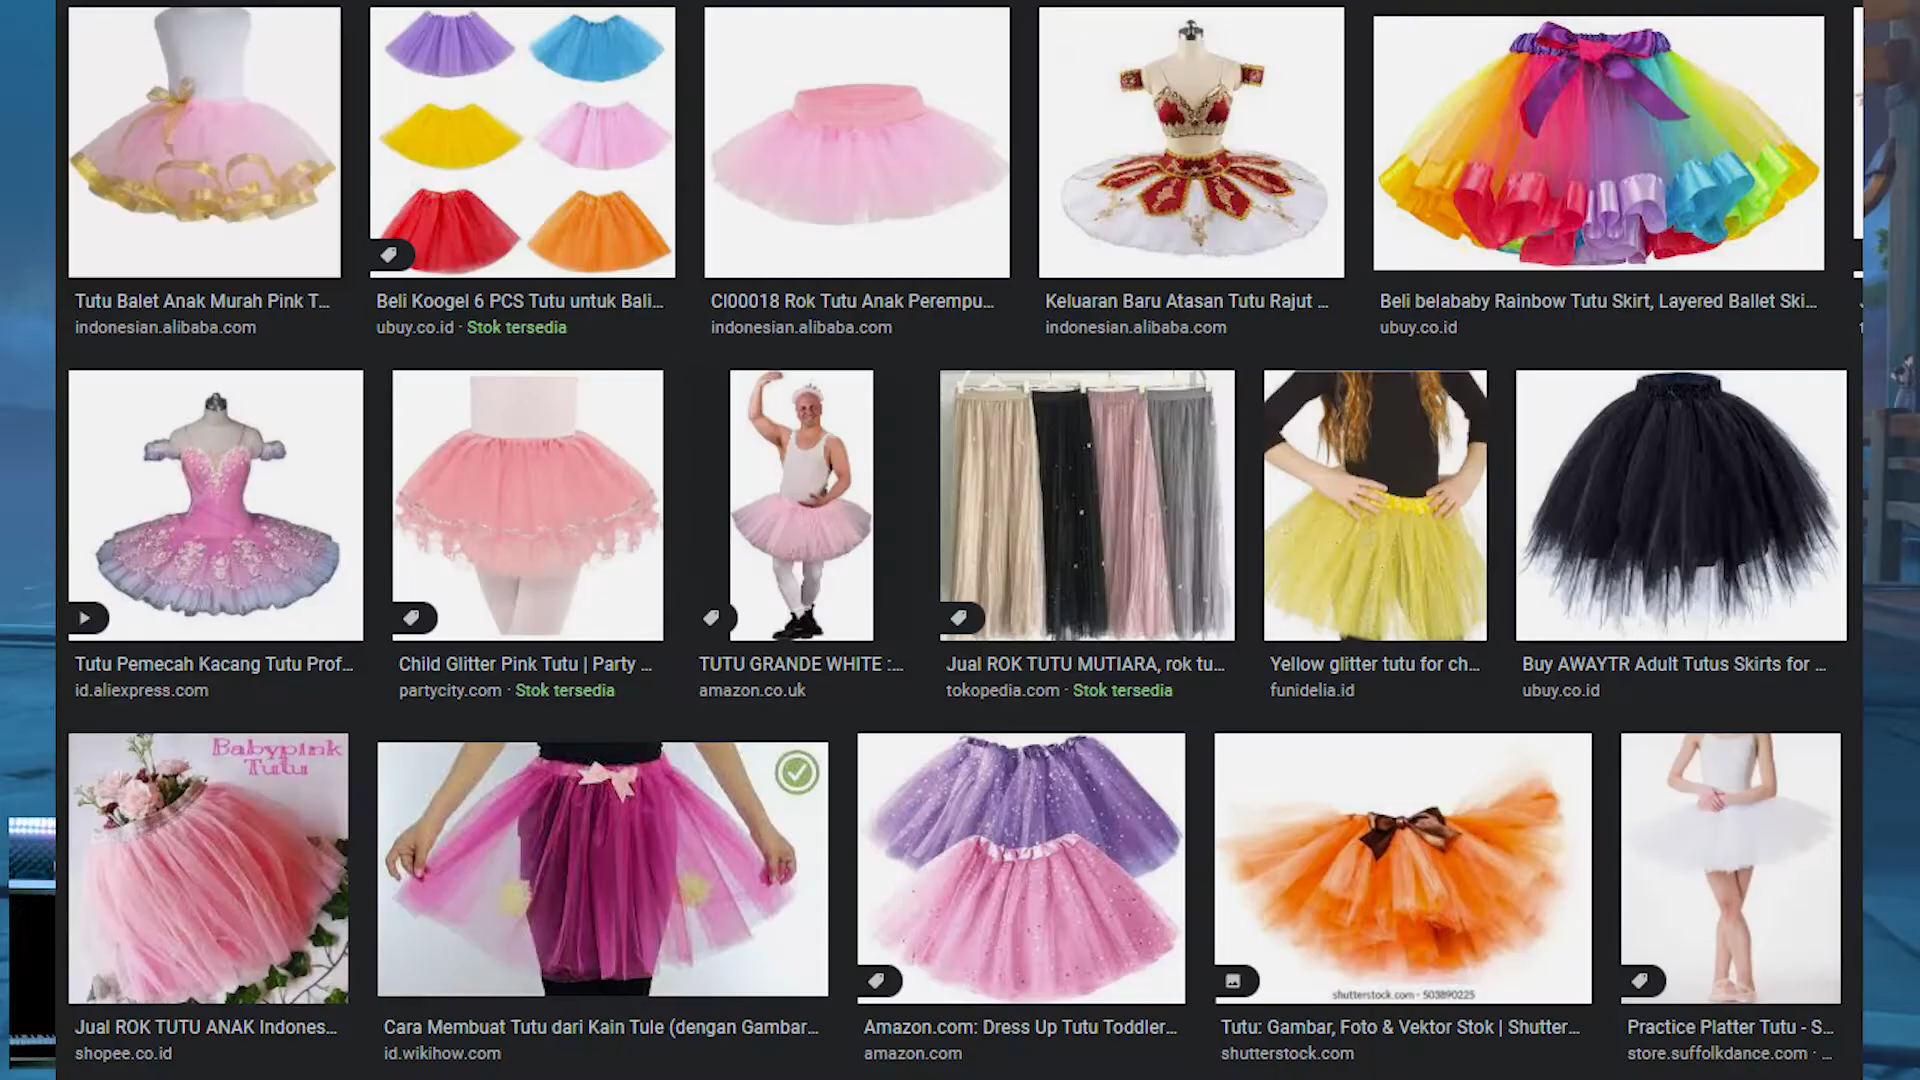 Tutu Balet Anak Murah Pink T...
indonesian.alibaba.com
Beli Koogel 6 PCS Tutu untuk Bali...
ubuy.co.id · Stok tersedia
CI00018 Rok Tutu Anak Perempu...
indonesian.alibaba.com
Keluaran Baru Atasan Tutu Rajut ...
indonesian.alibaba.com
Beli belababy Rainbow Tutu Skirt, Layered Ballet Ski...
ubuy.co.id
Tutu Pemecah Kacang Tutu Prof...
id.aliexpress.com
Child Glitter Pink Tutu | Party ...
partycity.com · Stok tersedia
TUTU GRANDE WHITE :...
amazon.co.uk
Jual ROK TUTU MUTIARA, rok tu...
tokopedia.com · Stok tersedia
Yellow glitter tutu for ch...
funidelia.id
Buy AWAYTR Adult Tutus Skirts for ...
ubuy.co.id
Babypink
Tutu
shutterstock.com · 503890225
Jual ROK TUTU ANAK Indones...
shopee.co.id
Cara Membuat Tutu dari Kain Tule (dengan Gambar...
id.wikihow.com
Amazon.com: Dress Up Tutu Toddler...
amazon.com
Tutu: Gambar, Foto & Vektor Stok | Shutter...
shutterstock.com
Practice Platter Tutu - S...
store.suffolkdance.com · ...